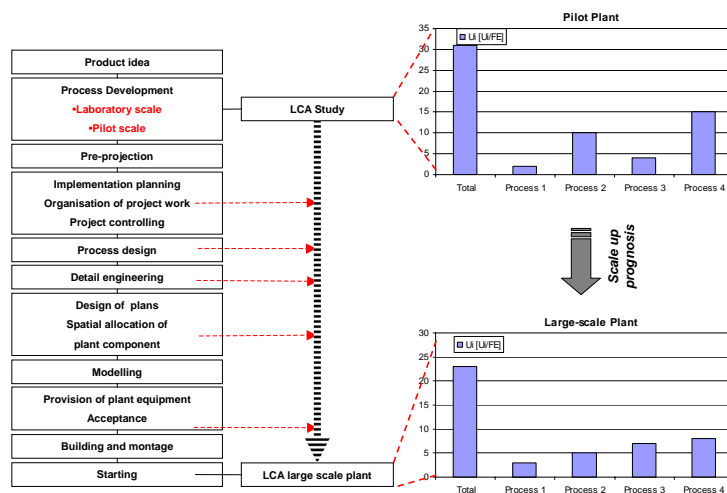 Product idea
Process Development
•Laboratory scale
•Pilot scale
Pre-projection
Implementation planning
Organisation of project work
Project controlling
Process design
Detail engineering
Design of plans
Spatial allocation of
plant component
Modelling
Provision of plant equipment
Acceptance
Building and montage
Starting
LCA Study
LCA large scale plant
Pilot Plant
Ui [Ui/FE]
35
30
25
20
15
10
5
0
Total Process 1 Process 2 Process 3 Process 4
Scale up
prognosis
Large-scale Plant
Ui [Ui/FE]
30
25
20
15
10
5
0
Total Process 1 Process 2 Process 3 Process 4